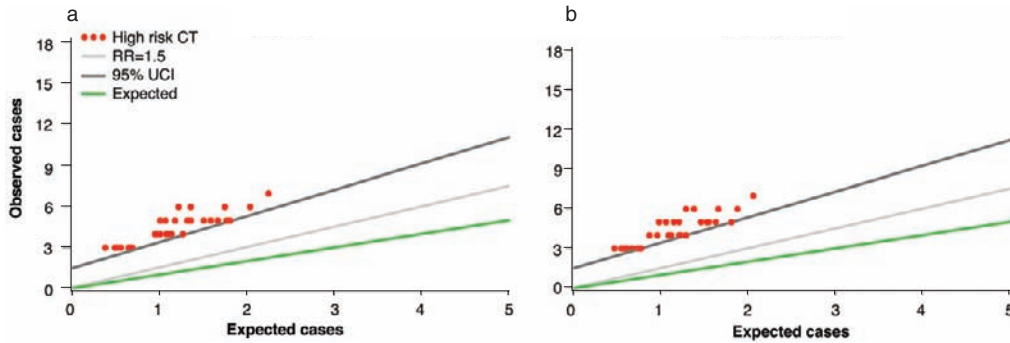 a
High risk CT
RR=1.5
95% UCI
Expected
18
15
12
9
6
3
0
Observed cases
0 1 2 3 4 5
Expected cases
b
18
15
12
9
6
3
0
0 1 2 3 4 5
Expected cases